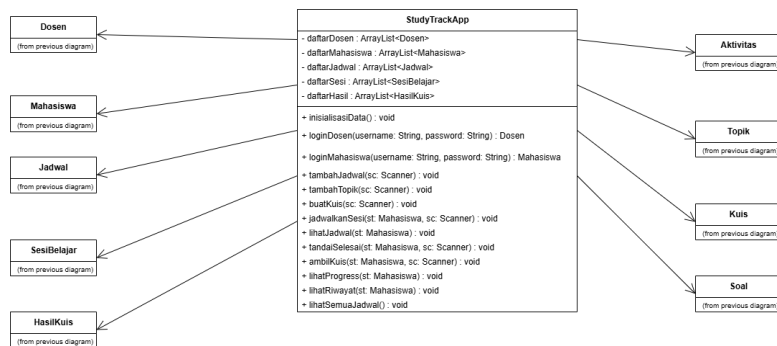 StudyTrackApp
- daftarDosen : ArrayList<Dosen>
- daftarMahasiswa : ArrayList<Mahasiswa>
- daftarJadwal : ArrayList<Jadwal>
- daftarSesi : ArrayList<SesiBelajar>
- daftarHasil : ArrayList<HasilKuis>
+ inisialisasiData() : void
+ loginDosen(username: String, password: String) : Dosen
+ loginMahasiswa(username: String, password: String) : Mahasiswa
+ tambahJadwal(sc: Scanner) : void
+ tambahTopik(sc: Scanner) : void
+ buatKuis(sc: Scanner) : void
+ jadwalkanSesi(st: Mahasiswa, sc: Scanner) : void
+ lihatJadwal(st: Mahasiswa) : void
+ tandaiSelesai(st: Mahasiswa, sc: Scanner) : void
+ ambilKuis(st: Mahasiswa, sc: Scanner) : void
+ lihatProgress(st: Mahasiswa) : void
+ lihatRiwayat(st: Mahasiswa) : void
+ lihatSemuaJadwal() : void
Dosen
(from previous diagram)
Mahasiswa
(from previous diagram)
Jadwal
(from previous diagram)
SesiBelajar
(from previous diagram)
HasilKuis
(from previous diagram)
Aktivitas
(from previous diagram)
Topik
(from previous diagram)
Kuis
(from previous diagram)
Soal
(from previous diagram)